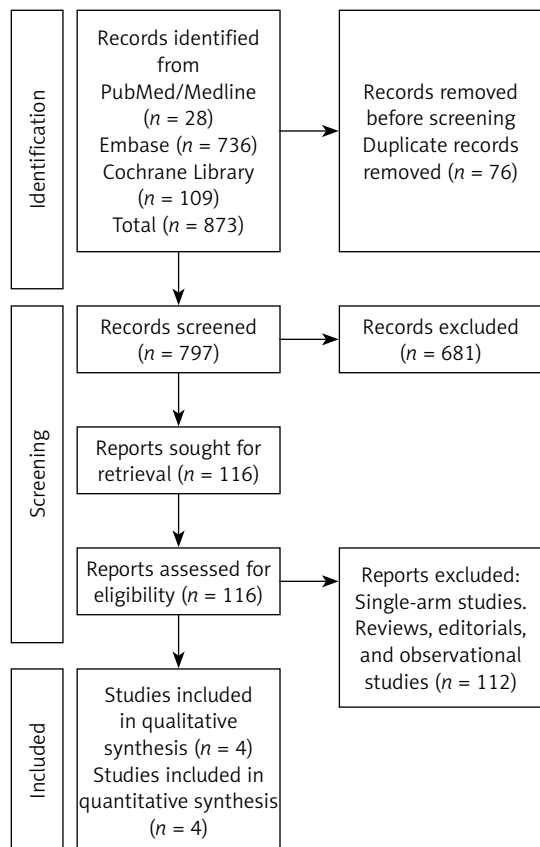 Identification
Records identified
from
PubMed/Medline
(n = 28)
Embase (n = 736)
Cochrane Library
(n = 109)
Total (n = 873)
Records removed
before screening
Duplicate records
removed (n = 76)
Screening
Records screened
(n = 797)
Records excluded
(n = 681)
Reports sought for
retrieval (n = 116)
Reports assessed for
eligibility (n = 116)
Reports excluded:
Single-arm studies.
Reviews, editorials,
and observational
studies (n = 112)
Included
Studies included
in qualitative
synthesis (n = 4)
Studies included in
quantitative synthesis
(n = 4)